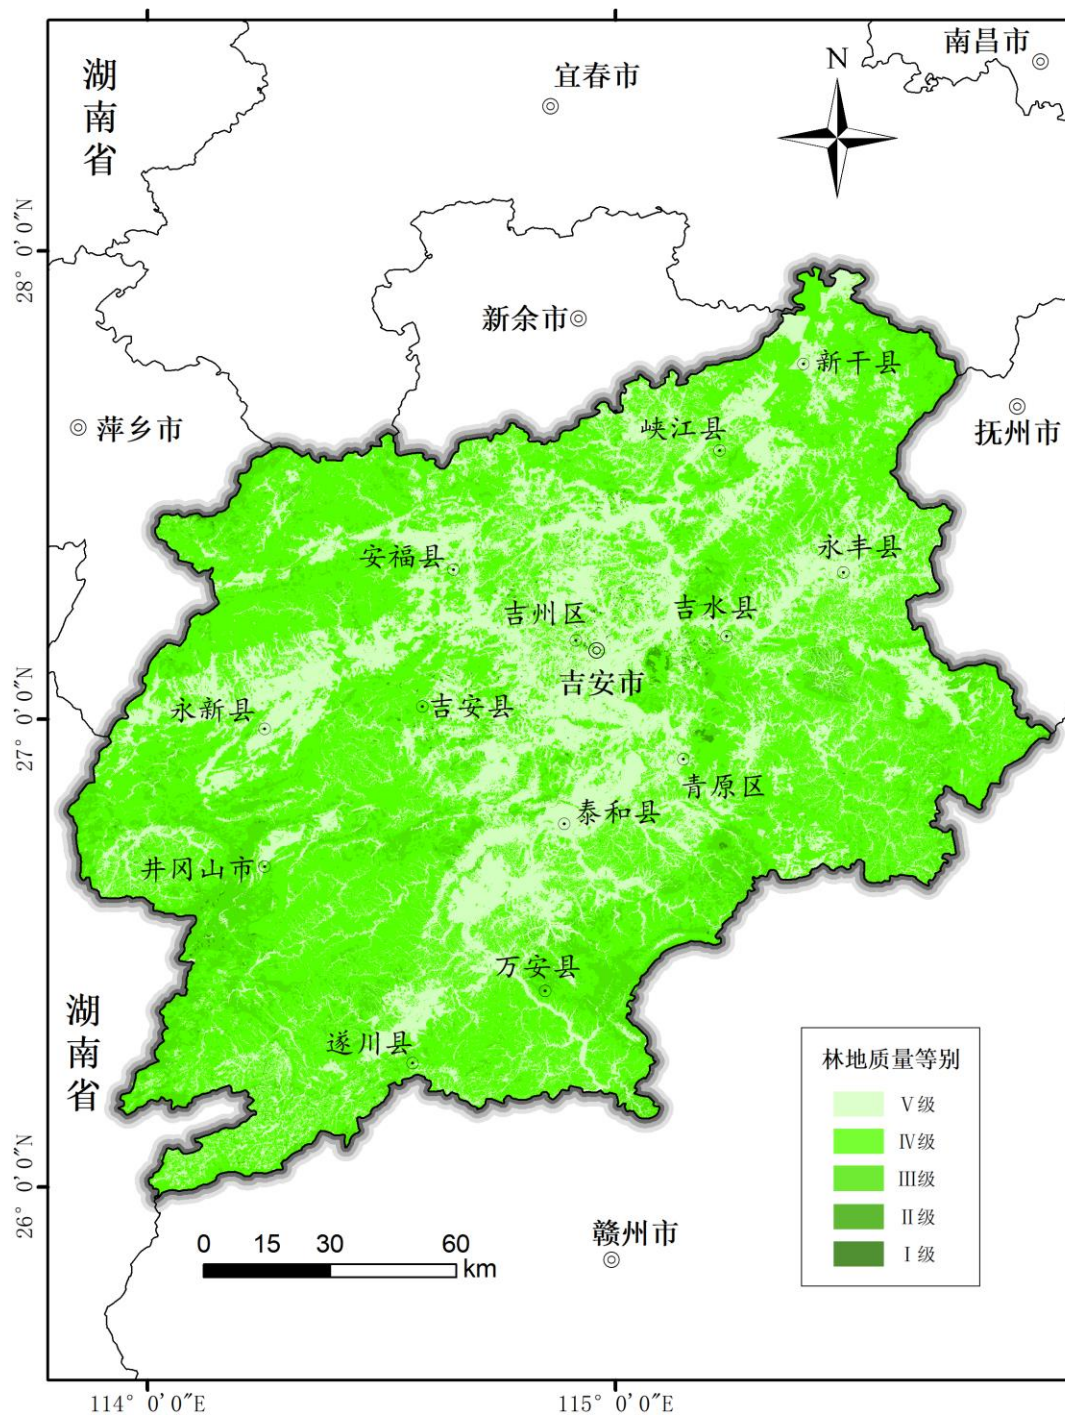 南昌市
宜春市
N
湖南省
28° 0′0″N
新余市
新干县
萍乡市
峡江县
抚州市
安福县
永丰县
吉州区
吉水县
吉安市
27° 0′0″N
永新县
吉安县
青原区
泰和县
井冈山市
万安县
湖南省
遂川县
林地质量等别
Ⅴ级
Ⅳ级
Ⅲ级
Ⅱ级
Ⅰ级
26° 0′0″N
赣州市
0 15 30 60
km
114° 0′0″E
115° 0′0″E